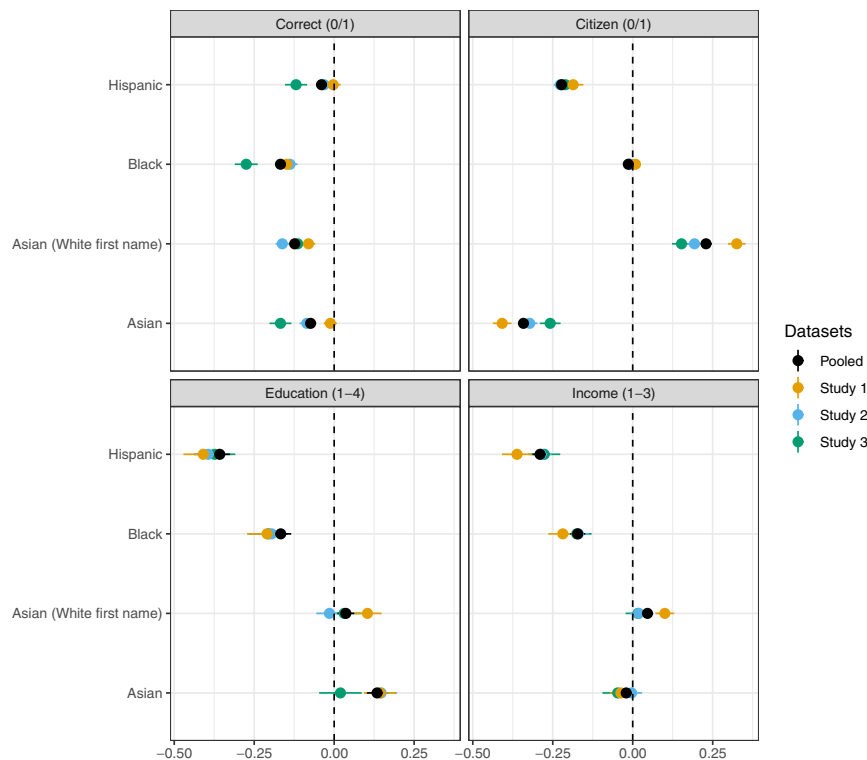 Correct (0/1)
Citizen (0/1)
Hispanic
Black
Asian (White first name)
Asian
Education (1−4)
Income (1−3)
Hispanic
Black
Asian (White first name)
Asian
−0.50
−0.25
0.00
0.25
−0.50
−0.25
0.00
0.25
Datasets
Pooled
Study 1
Study 2
Study 3